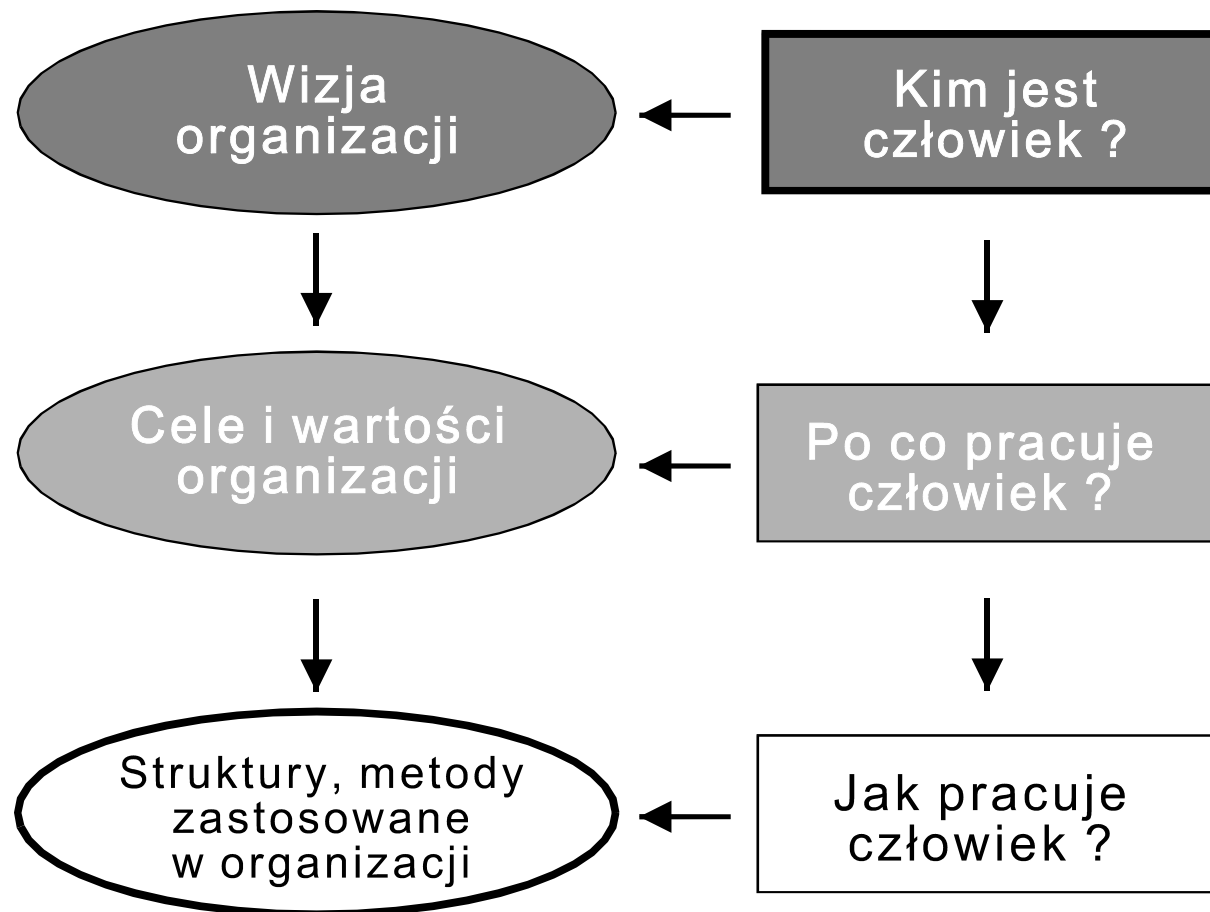 Wizja
organizacji
Kim jest
człowiek ?
Cele i wartości
organizacji
Po co pracuje
człowiek ?
Struktury, metody
zastosowane
w organizacji
Jak pracuje
człowiek ?